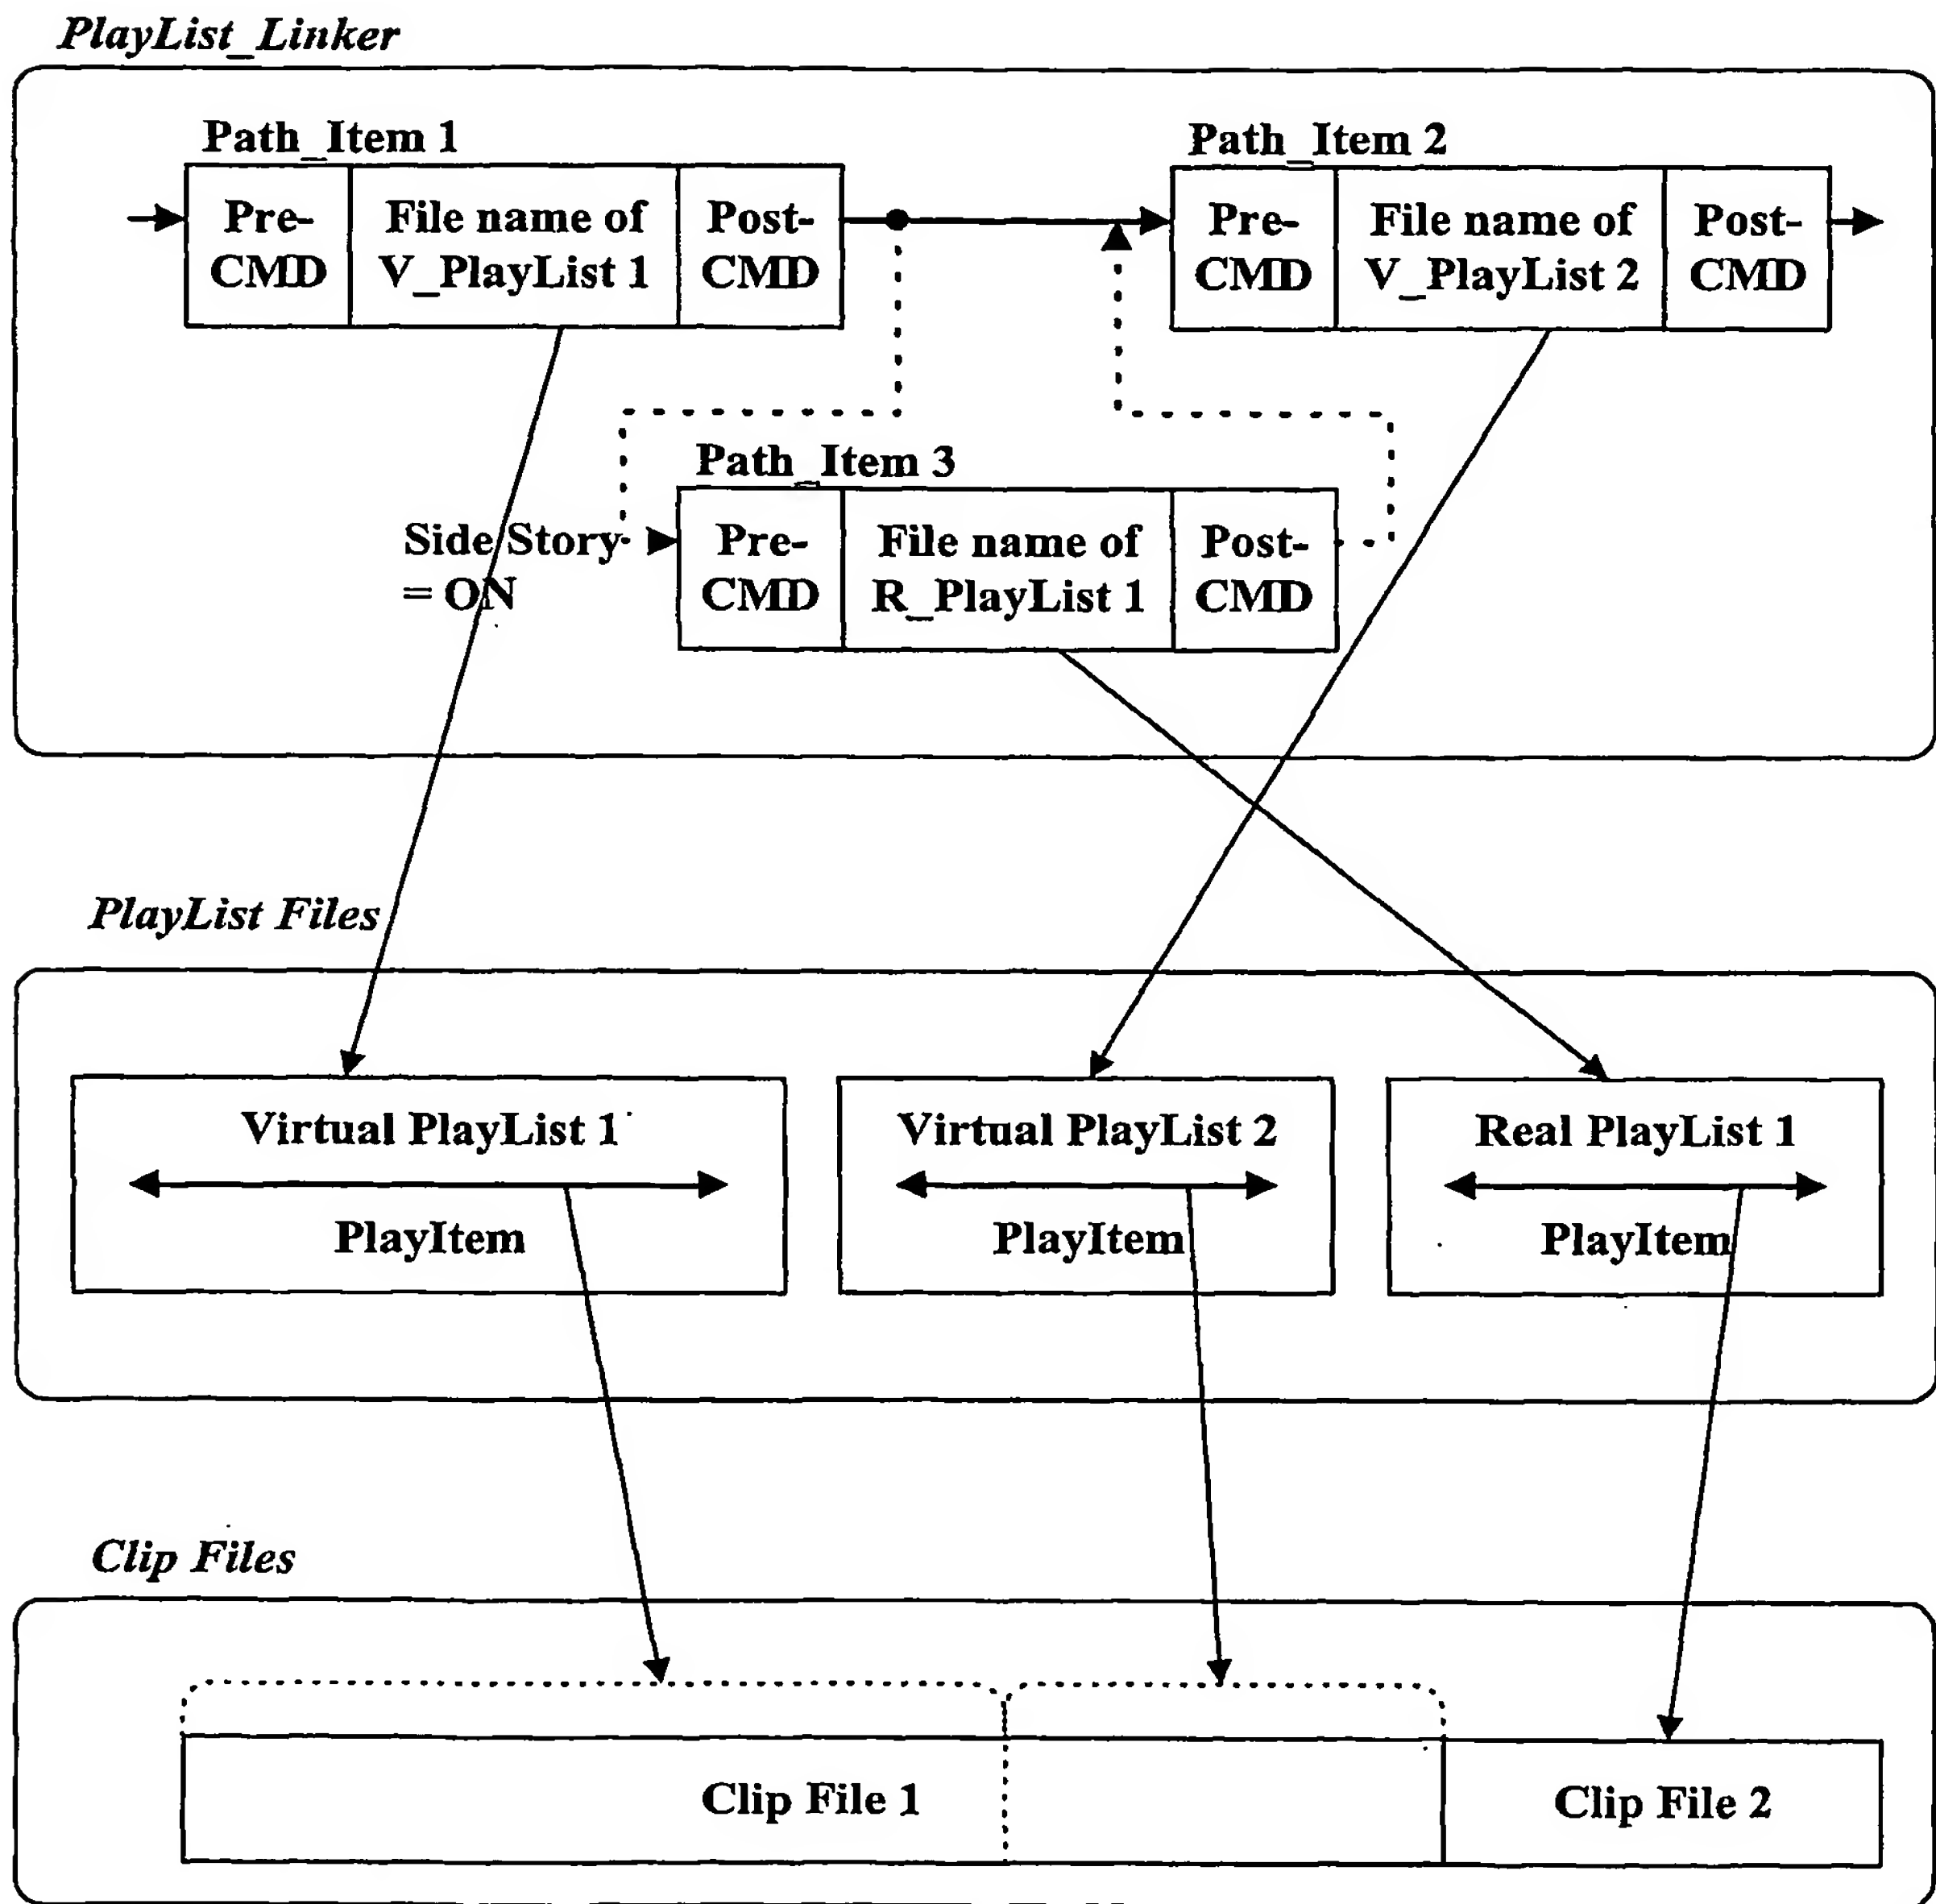 PlayList_Linker
Path_Item 1
Pre-
CMD
File name of
V_PlayList 1
Post-
CMD
Path_Item 2
Pre-
CMD
File name of
V_PlayList 2
Post-
CMD
Path_Item 3
Side Story
= ON
Pre-
CMD
File name of
R_PlayList 1
Post-
CMD
PlayList Files
Virtual PlayList 1
PlayItem
Virtual PlayList 2
PlayItem
Real PlayList 1
PlayItem
Clip Files
Clip File 1
Clip File 2